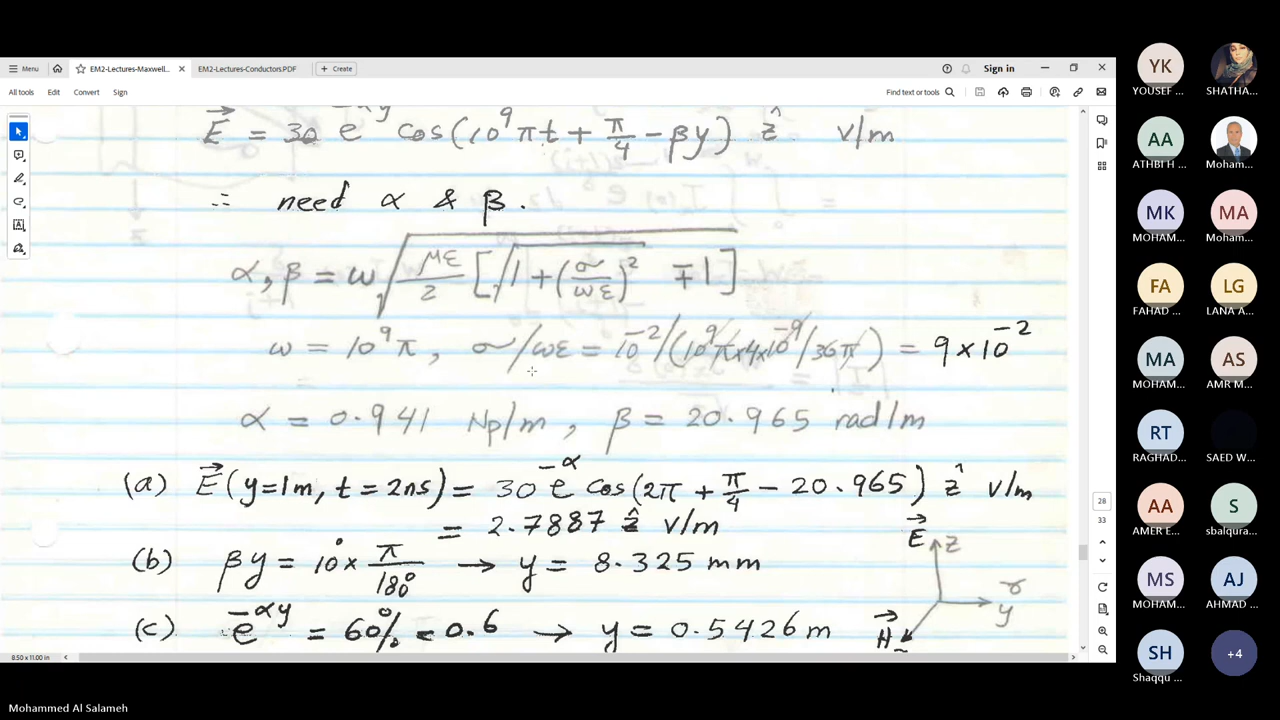 Menu
EM2-Lectures-Maxwell...
EM2-Lectures-Conductors.PDF
Create
Sign in
All tools Edit Convert Sign
Find text or tools
E⃗ = 30 e^{-αy} cos(10⁹πt + π/4 - βy) ẑ v/m
∴ need α & β.
α, β = ω√(με/2 [√(1 + (σ/ωε)²) ∓ 1])
ω = 10⁹π, σ/ωε = 10⁻²/(10⁹π×4×10⁻⁹/36π) = 9 × 10⁻²
α = 0.941 Np/m, β = 20.965 rad/m
(a) E⃗(y=1m, t=2ns) = 30 e^{-α} cos(2π + π/4 - 20.965) ẑ v/m
= 2.7887 ẑ v/m
(b) βy = 10° × π/180° → y = 8.325 mm
(c) e^{-αy} = 60% = 0.6 → y = 0.5426 m
E⃗ z
y
H⃗
28
33
8.50 x 11.00 in
YK
YOUSEF ...
SHATHA...
AA
ATHBI H ...
Moham...
MK
MOHAM...
MA
Moham...
FA
FAHAD ...
LG
LANA A...
MA
MOHAM...
AS
AMR M...
RT
RAGHAD...
SAED W...
AA
AMER E...
S
sbalqura...
MS
MOHAM...
AJ
AHMAD ...
SH
Shaqqu ...
+4
Mohammed Al Salameh